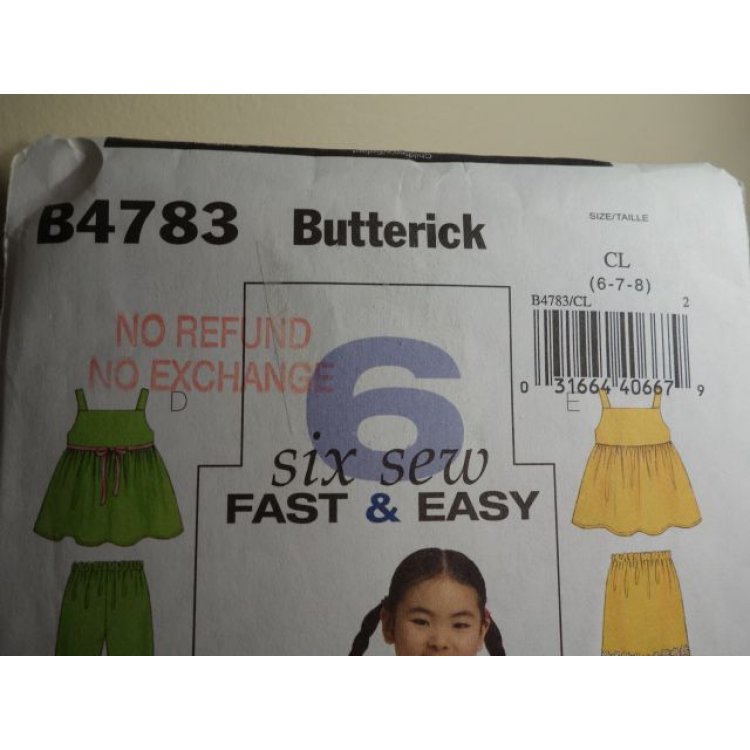 B4783 Butterick
SIZE/TAILLE
CL
(6-7-8)
B4783/CL 2
0 31664 40667 9
NO REFUND
NO EXCHANGE
D
E
6
six sew
FAST & EASY